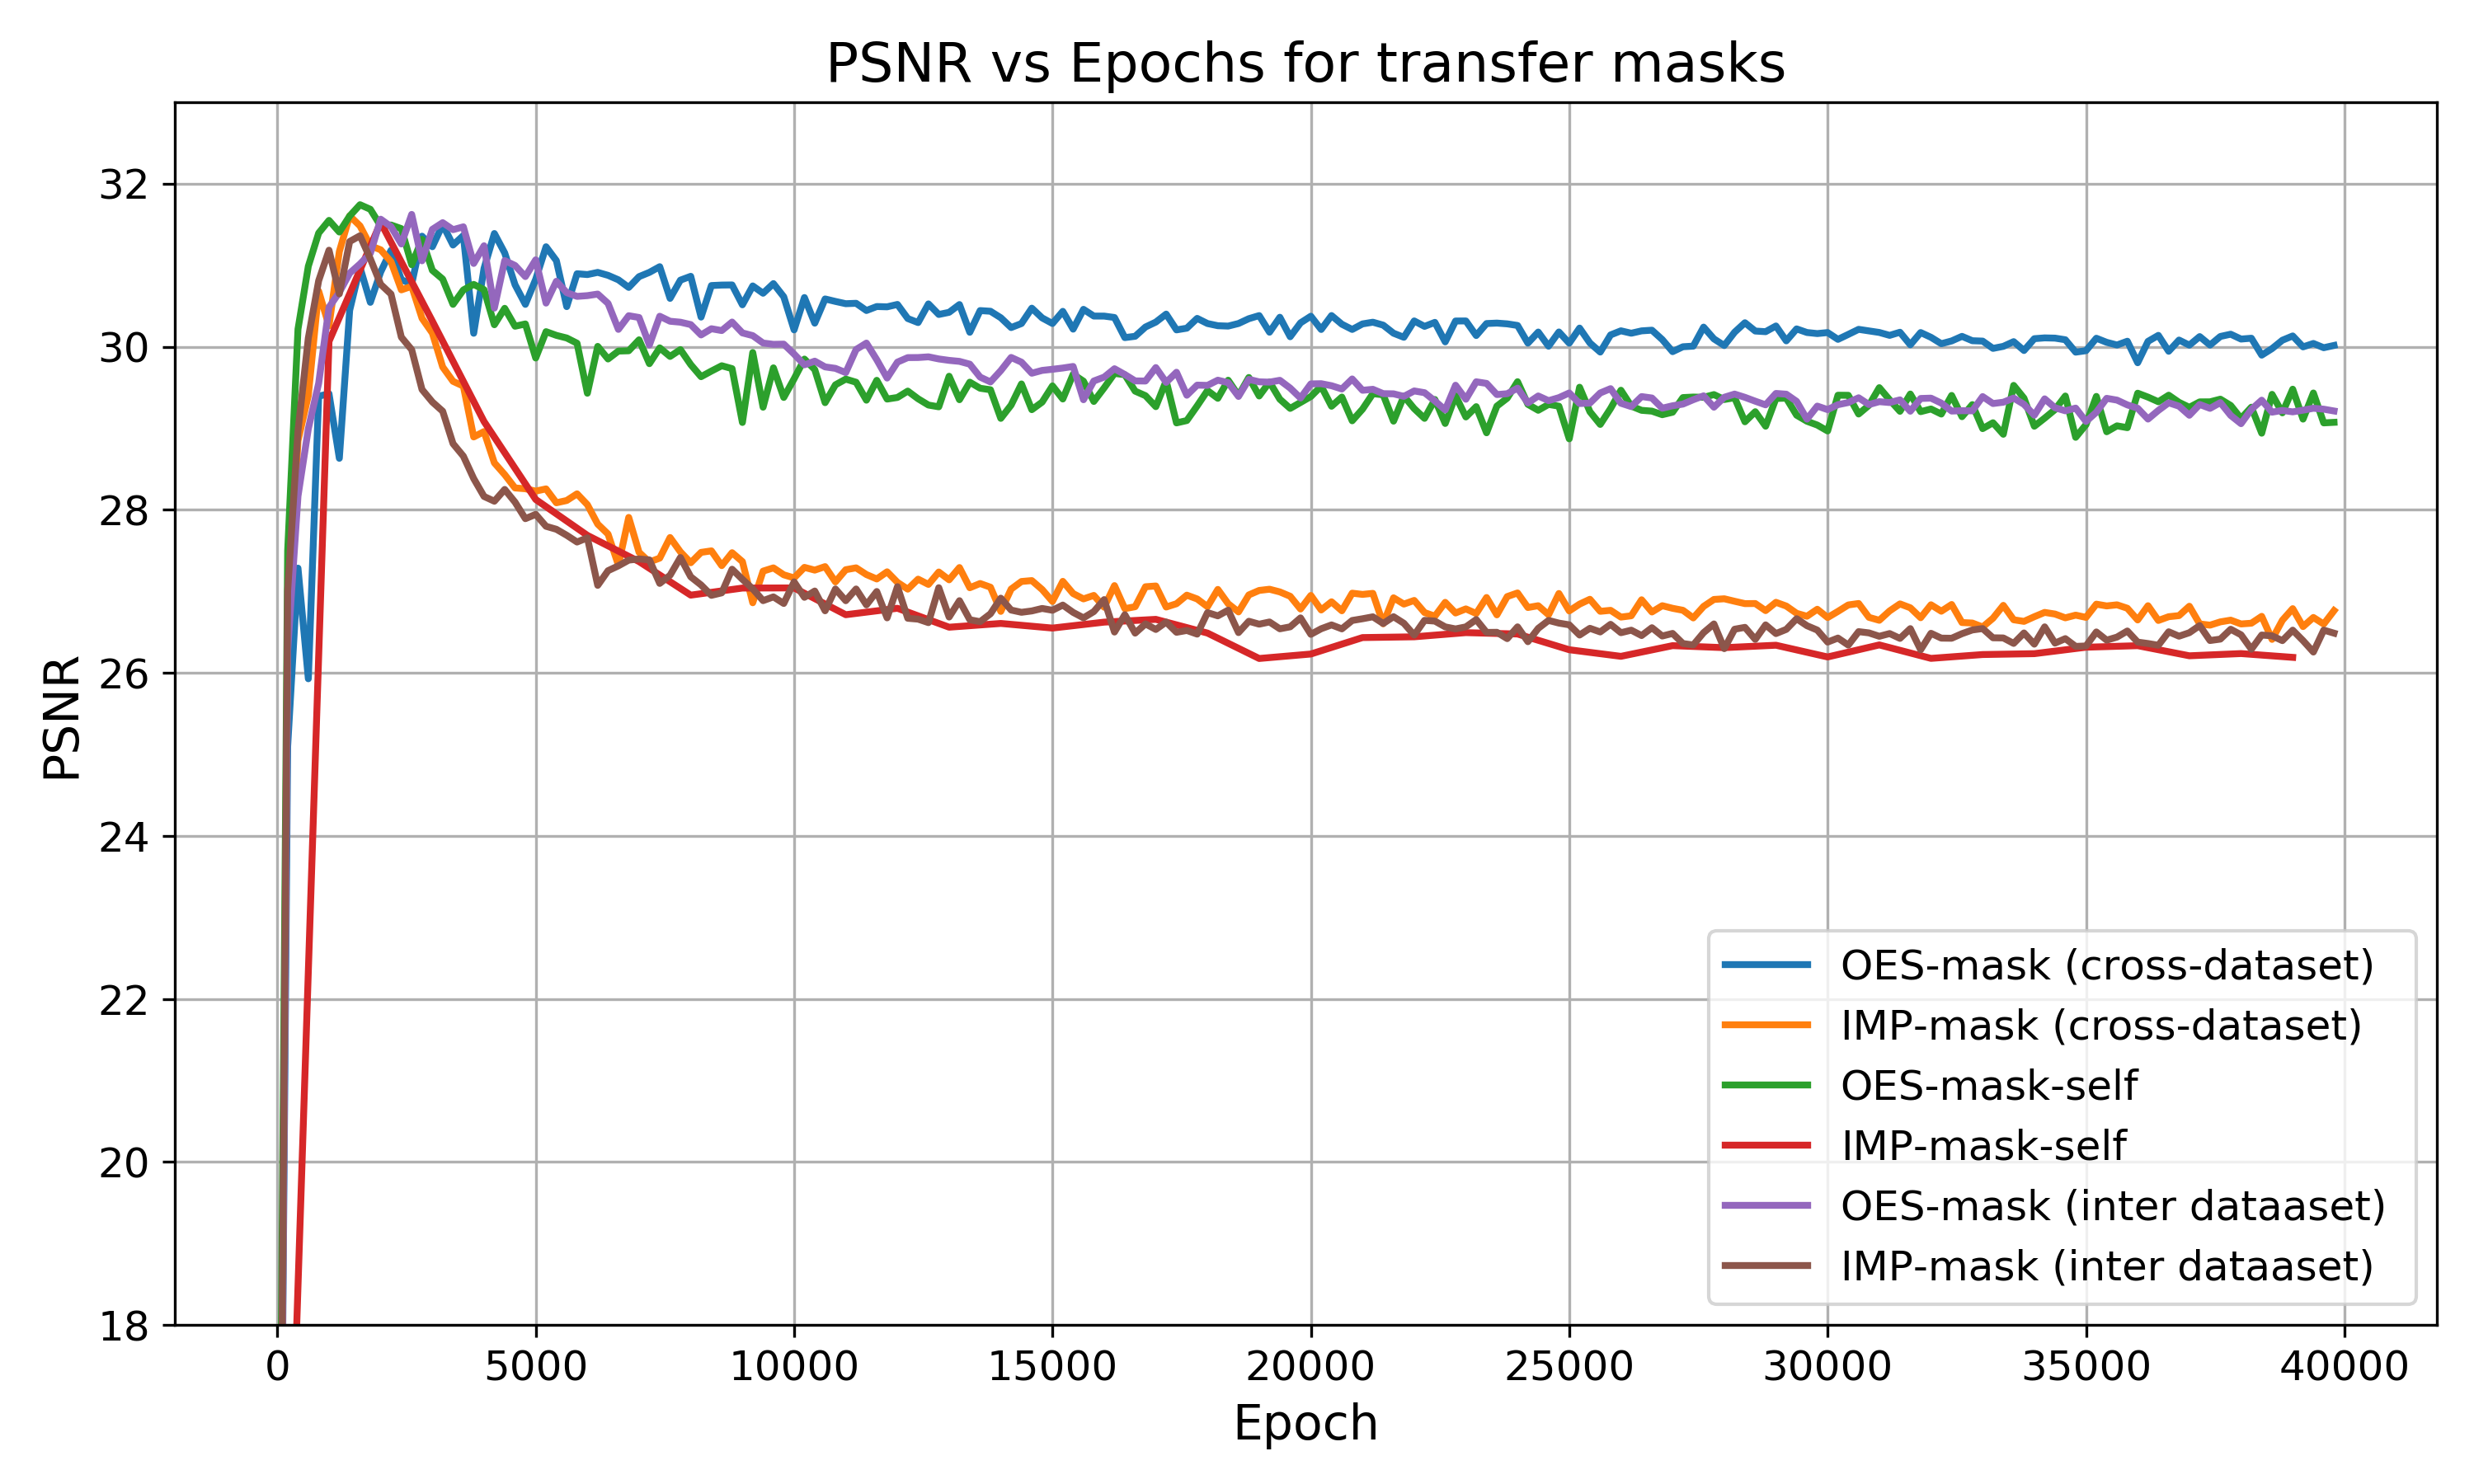 PSNR vs Epochs for transfer masks
32
30
28
26
24
22
20
18
PSNR
0 5000 10000 15000 20000 25000 30000 35000 40000
Epoch
OES-mask (cross-dataset)
IMP-mask (cross-dataset)
OES-mask-self
IMP-mask-self
OES-mask (inter dataaset)
IMP-mask (inter dataaset)